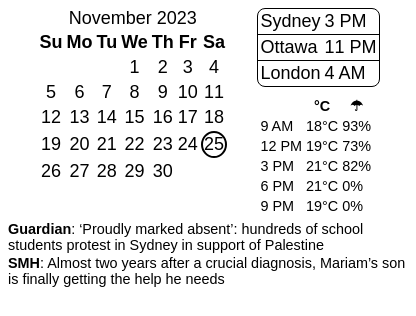 November 2023
Su Mo Tu We Th Fr Sa
1 2 3 4
5 6 7 8 9 10 11
12 13 14 15 16 17 18
19 20 21 22 23 24 25
26 27 28 29 30
Sydney 3 PM
Ottawa 11 PM
London 4 AM
°C ☂
9 AM 18°C 93%
12 PM 19°C 73%
3 PM 21°C 82%
6 PM 21°C 0%
9 PM 19°C 0%
Guardian: ‘Proudly marked absent’: hundreds of school
students protest in Sydney in support of Palestine
SMH: Almost two years after a crucial diagnosis, Mariam’s son
is finally getting the help he needs